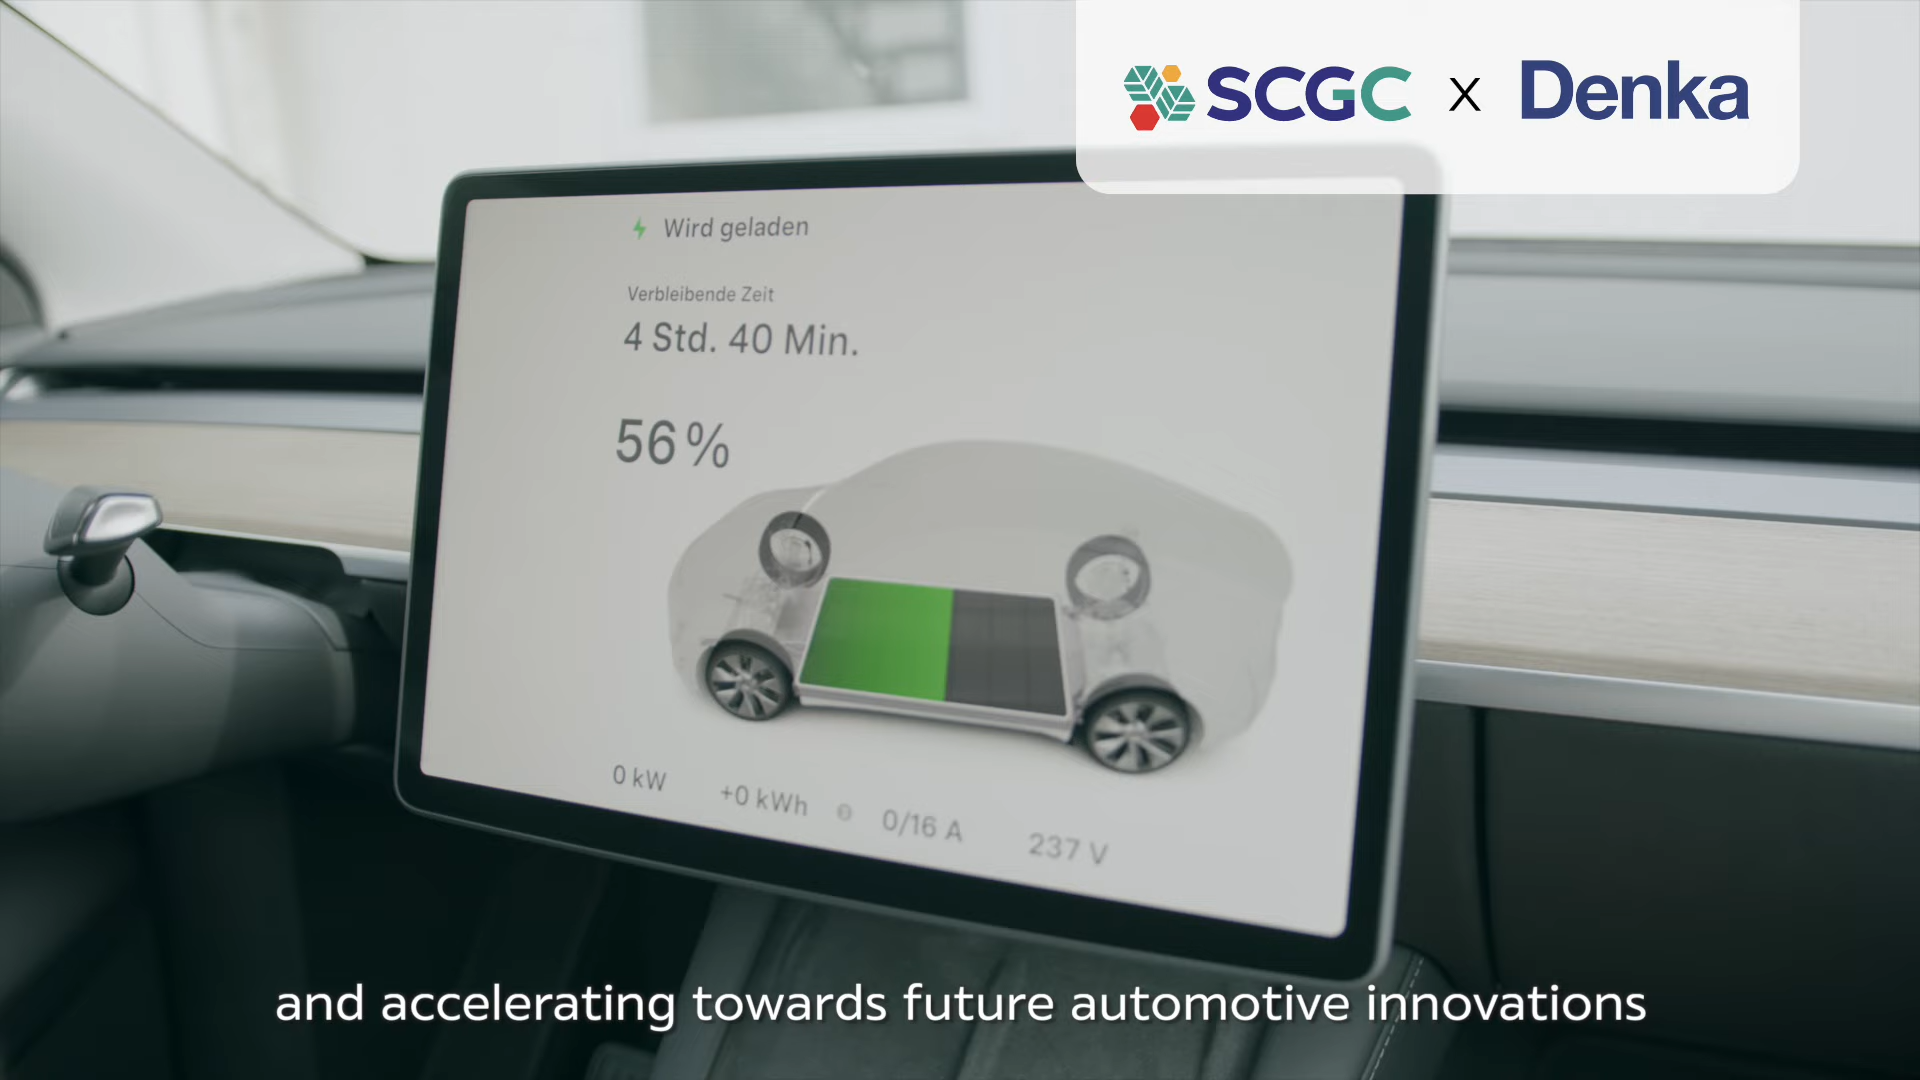 SCGC x Denka
Wird geladen
Verbleibende Zeit
4 Std. 40 Min.
56 %
0 kW +0 kWh 0/16 A 237 V
and accelerating towards future automotive innovations